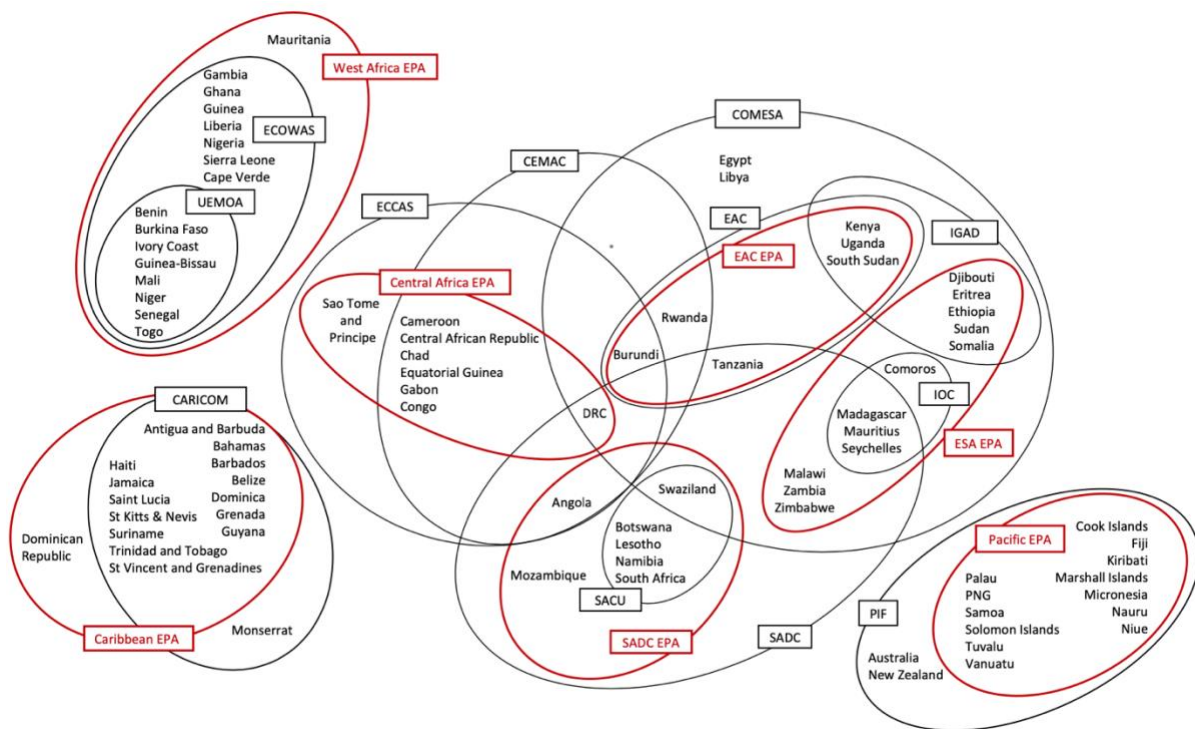 Mauritania
West Africa EPA
Gambia
Ghana
Guinea
Liberia
Nigeria
Sierra Leone
Cape Verde
ECOWAS
UEMOA
Benin
Burkina Faso
Ivory Coast
Guinea-Bissau
Mali
Niger
Senegal
Togo
COMESA
Egypt
Libya
CEMAC
ECCAS
EAC
EAC EPA
Kenya
Uganda
South Sudan
IGAD
Djibouti
Eritrea
Ethiopia
Sudan
Somalia
Central Africa EPA
Sao Tome
and
Principe
Cameroon
Central African Republic
Chad
Equatorial Guinea
Gabon
Congo
Rwanda
Burundi
Tanzania
DRC
Comoros
IOC
Madagascar
Mauritius
Seychelles
ESA EPA
Malawi
Zambia
Zimbabwe
CARICOM
Antigua and Barbuda
Bahamas
Barbados
Belize
Dominica
Grenada
Guyana
Haiti
Jamaica
Saint Lucia
St Kitts & Nevis
Suriname
Trinidad and Tobago
St Vincent and Grenadines
Dominican
Republic
Caribbean EPA
Monserrat
Angola
Swaziland
Botswana
Lesotho
Namibia
South Africa
Mozambique
SACU
SADC EPA
SADC
Pacific EPA
Cook Islands
Fiji
Kiribati
Marshall Islands
Micronesia
Nauru
Niue
Palau
PNG
Samoa
Solomon Islands
Tuvalu
Vanuatu
PIF
Australia
New Zealand